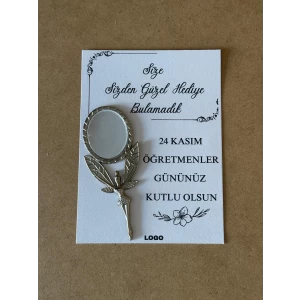 Size
Sizden Güzel Hediye
Bulamadık
24 KASIM
ÖĞRETMENLER
GÜNÜNÜZ
KUTLU OLSUN
LOGO